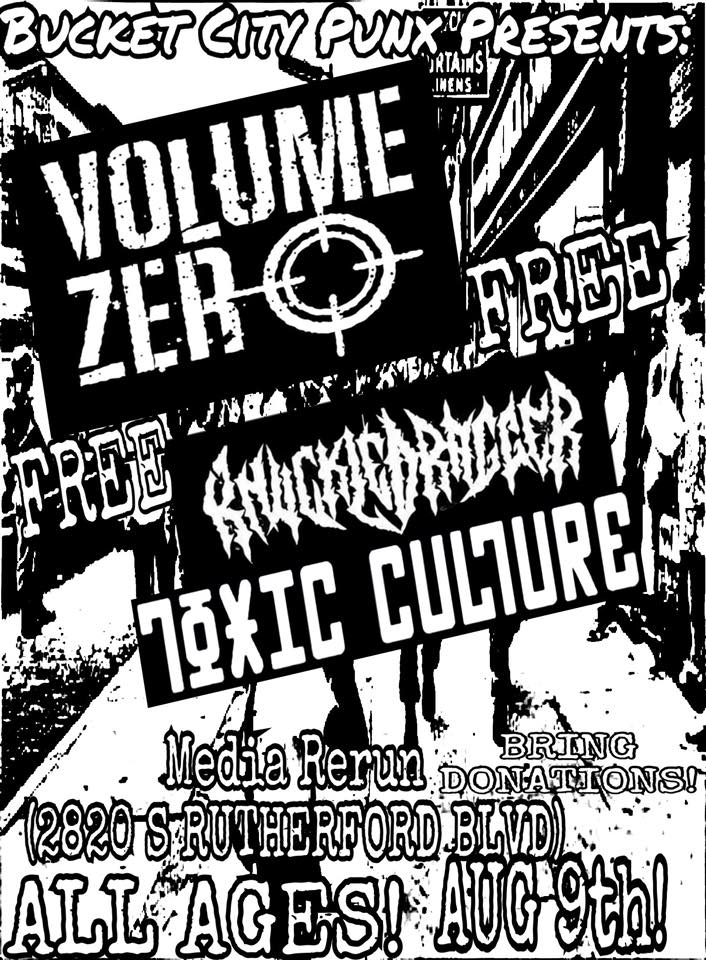 BUCKET CITY PUNX PRESENTS:
VOLUME
ZERO
FREE
FREE
KNUCKLEDRAGGER
TOXIC CULTURE
Media Rerun
BRING
DONATIONS!
(2820 S RUTHERFORD BLVD)
ALL AGES!
AUG 9th!